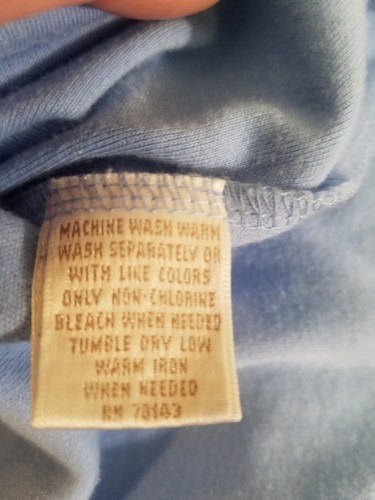 MACHINE WASH WARM
WASH SEPARATELY OR
WITH LIKE COLORS
ONLY NON-CHLORINE
BLEACH WHEN NEEDED
TUMBLE DRY LOW
WARM IRON
WHEN NEEDED
RN 78143